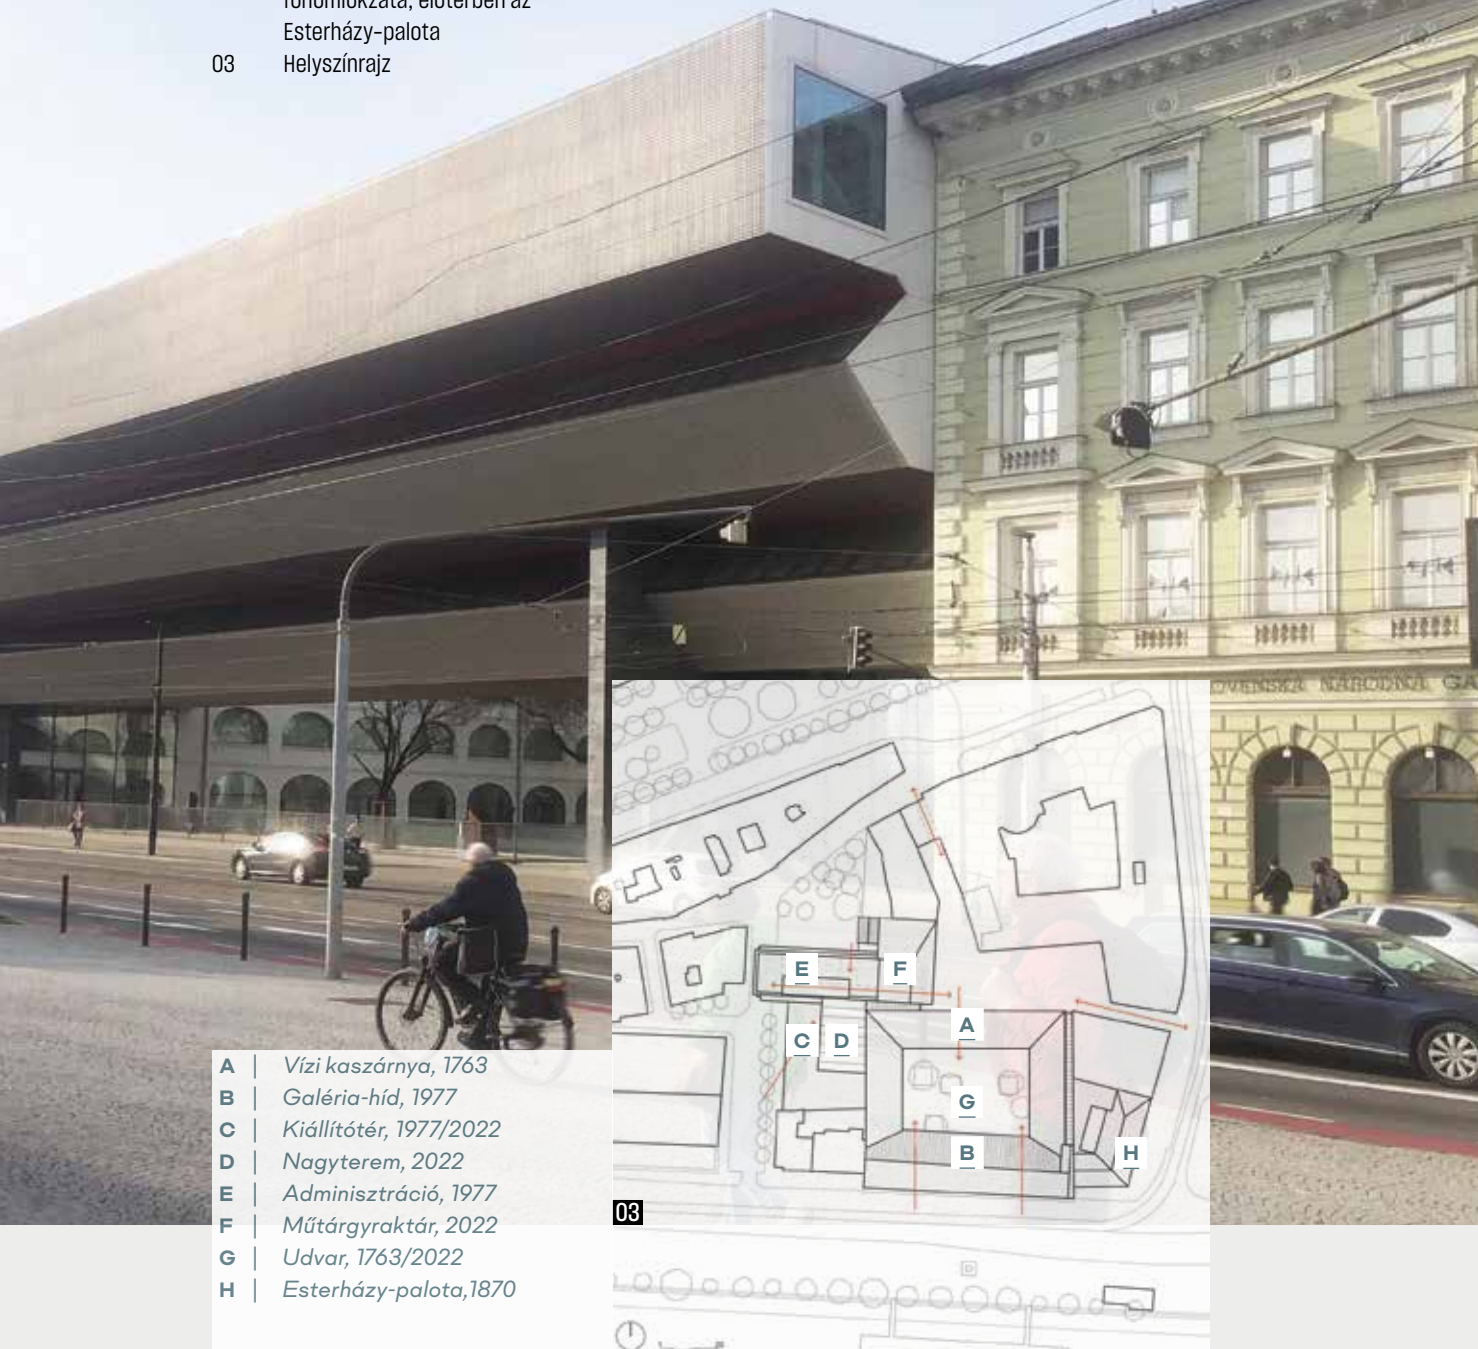 Esterházy-palota
03 Helyszínrajz
NÁRODNÁ
E F
A
C D
G
B
H
03
A | Vízi kaszárnya, 1763
B | Galéria-híd, 1977
C | Kiállítótér, 1977/2022
D | Nagyterem, 2022
E | Adminisztráció, 1977
F | Műtárgyraktár, 2022
G | Udvar, 1763/2022
H | Esterházy-palota,1870